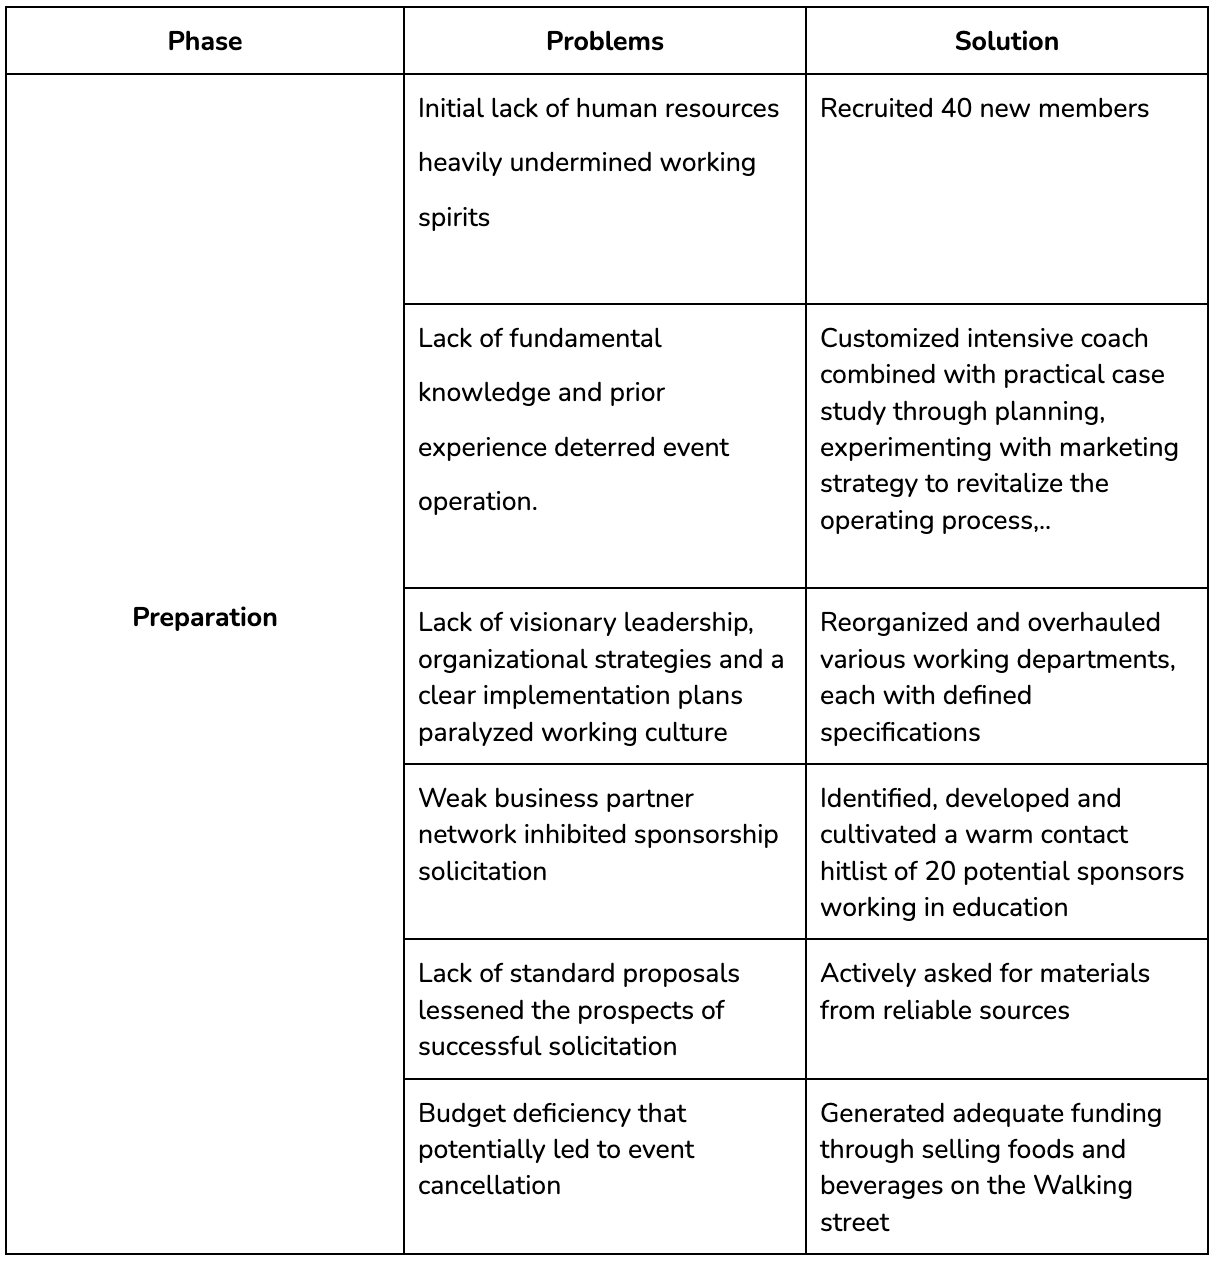 Phase
Problems
Solution
Preparation
Initial lack of human resources
heavily undermined working
spirits
Recruited 40 new members
Lack of fundamental
knowledge and prior
experience deterred event
operation.
Customized intensive coach
combined with practical case
study through planning,
experimenting with marketing
strategy to revitalize the
operating process,..
Lack of visionary leadership,
organizational strategies and a
clear implementation plans
paralyzed working culture
Reorganized and overhauled
various working departments,
each with defined
specifications
Weak business partner
network inhibited sponsorship
solicitation
Identified, developed and
cultivated a warm contact
hitlist of 20 potential sponsors
working in education
Lack of standard proposals
lessened the prospects of
successful solicitation
Actively asked for materials
from reliable sources
Budget deficiency that
potentially led to event
cancellation
Generated adequate funding
through selling foods and
beverages on the Walking
street